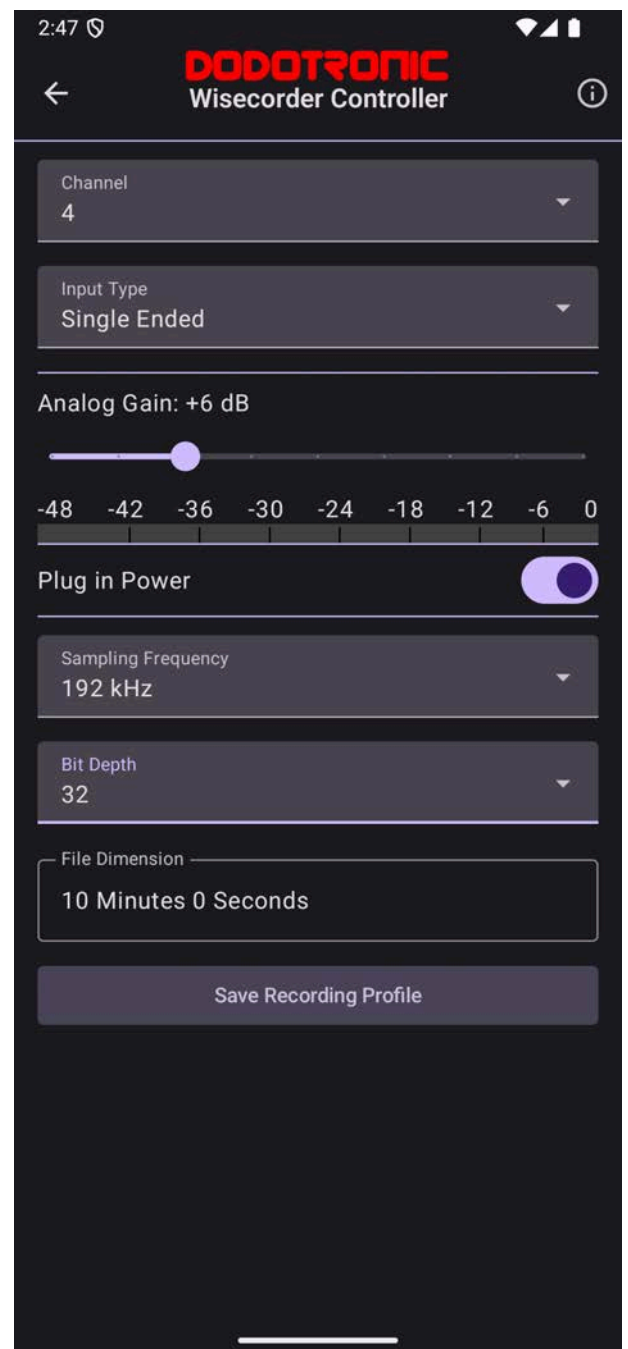 2:47
DODOTRONIC
Wisecorder Controller
Channel
4
Input Type
Single Ended
Analog Gain: +6 dB
-48 -42 -36 -30 -24 -18 -12 -6 0
Plug in Power
Sampling Frequency
192 kHz
Bit Depth
32
File Dimension
10 Minutes 0 Seconds
Save Recording Profile